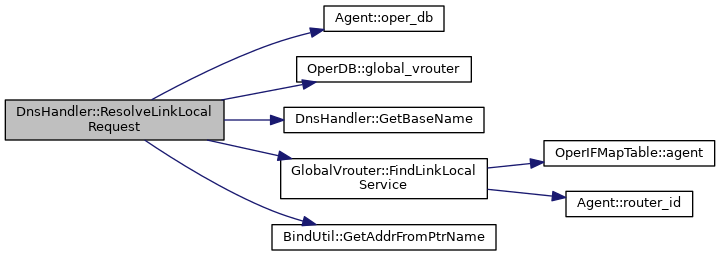 DnsHandler::ResolveLinkLocal
Request
Agent::oper_db
OperDB::global_vrouter
DnsHandler::GetBaseName
GlobalVrouter::FindLinkLocal
Service
OperIFMapTable::agent
Agent::router_id
BindUtil::GetAddrFromPtrName